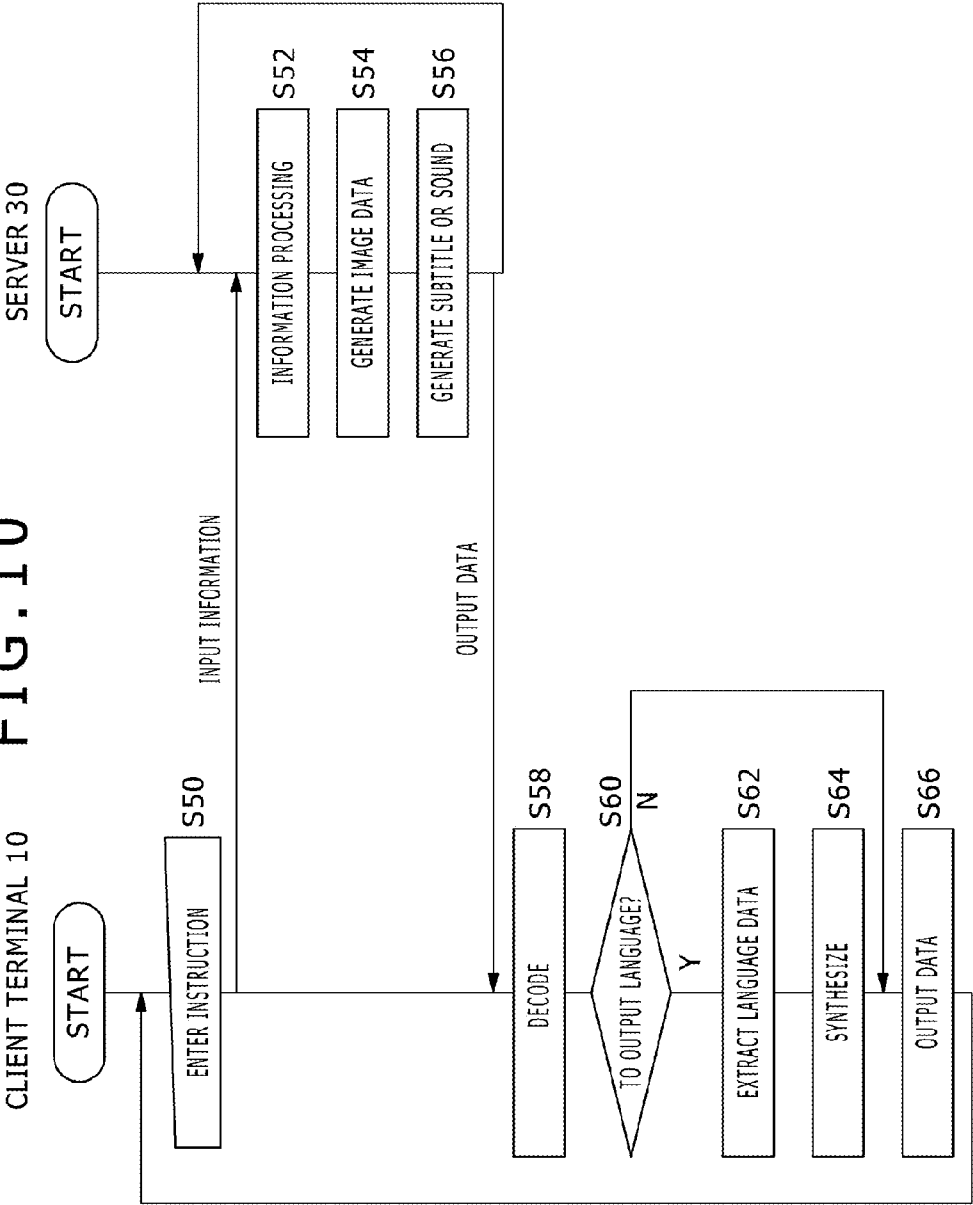 FIG.10
CLIENT TERMINAL 10
START
ENTER INSTRUCTION
S50
INPUT INFORMATION
SERVER 30
START
INFORMATION PROCESSING
S52
GENERATE IMAGE DATA
S54
GENERATE SUBTITLE OR SOUND
S56
OUTPUT DATA
DECODE
S58
TO OUTPUT LANGUAGE?
S60
N
Y
EXTRACT LANGUAGE DATA
S62
SYNTHESIZE
S64
OUTPUT DATA
S66